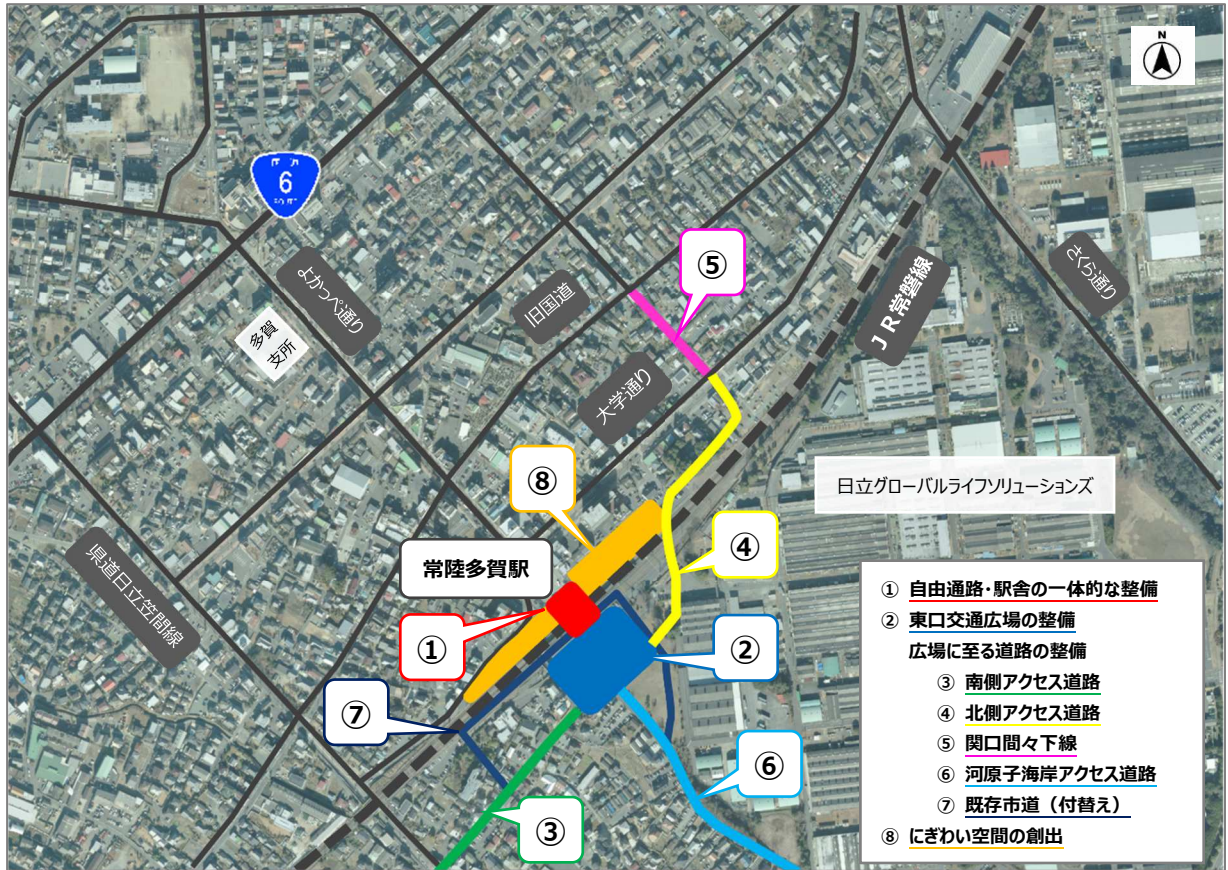 N
6
よかっぺ通り
多賀
支所
旧国道
⑤
大学通り
JR常磐線
さくら通り
県道日立笠間線
⑧
日立グローバルライフソリューションズ
④
常陸多賀駅
①
②
⑦
⑥
③
① 自由通路・駅舎の一体的な整備
② 東口交通広場の整備
広場に至る道路の整備
③ 南側アクセス道路
④ 北側アクセス道路
⑤ 関口間々下線
⑥ 河原子海岸アクセス道路
⑦ 既存市道（付替え）
⑧ にぎわい空間の創出